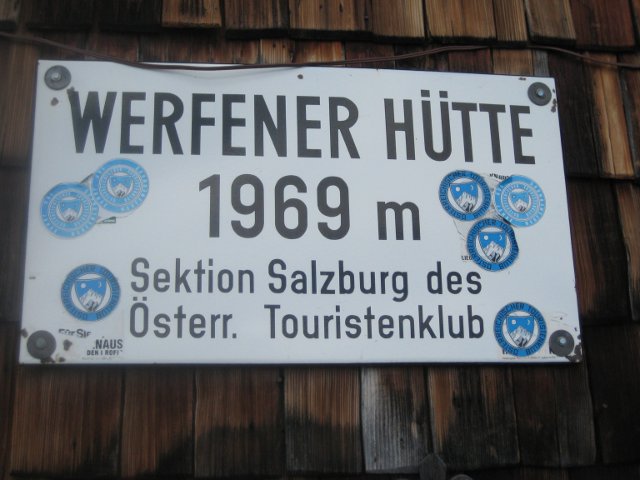 WERFENER HÜTTE
1969 m
Sektion Salzburg des
Österr. Touristenklub